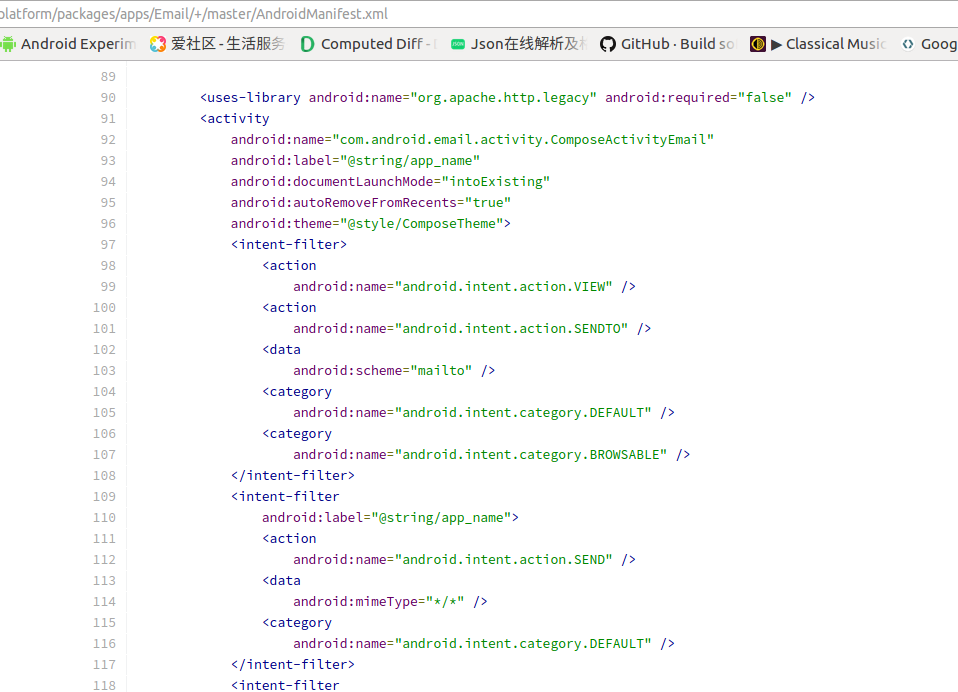 platform/packages/apps/Email/+/master/AndroidManifest.xml
Android Experim 爱社区 - 生活服务 Computed Diff - Json在线解析及 GitHub · Build so ▶ Classical Music Goog
89
90 <uses-library android:name="org.apache.http.legacy" android:required="false" />
91 <activity
92 android:name="com.android.email.activity.ComposeActivityEmail"
93 android:label="@string/app_name"
94 android:documentLaunchMode="intoExisting"
95 android:autoRemoveFromRecents="true"
96 android:theme="@style/ComposeTheme">
97 <intent-filter>
98 <action
99 android:name="android.intent.action.VIEW" />
100 <action
101 android:name="android.intent.action.SENDTO" />
102 <data
103 android:scheme="mailto" />
104 <category
105 android:name="android.intent.category.DEFAULT" />
106 <category
107 android:name="android.intent.category.BROWSABLE" />
108 </intent-filter>
109 <intent-filter
110 android:label="@string/app_name">
111 <action
112 android:name="android.intent.action.SEND" />
113 <data
114 android:mimeType="*/*" />
115 <category
116 android:name="android.intent.category.DEFAULT" />
117 </intent-filter>
118 <intent-filter